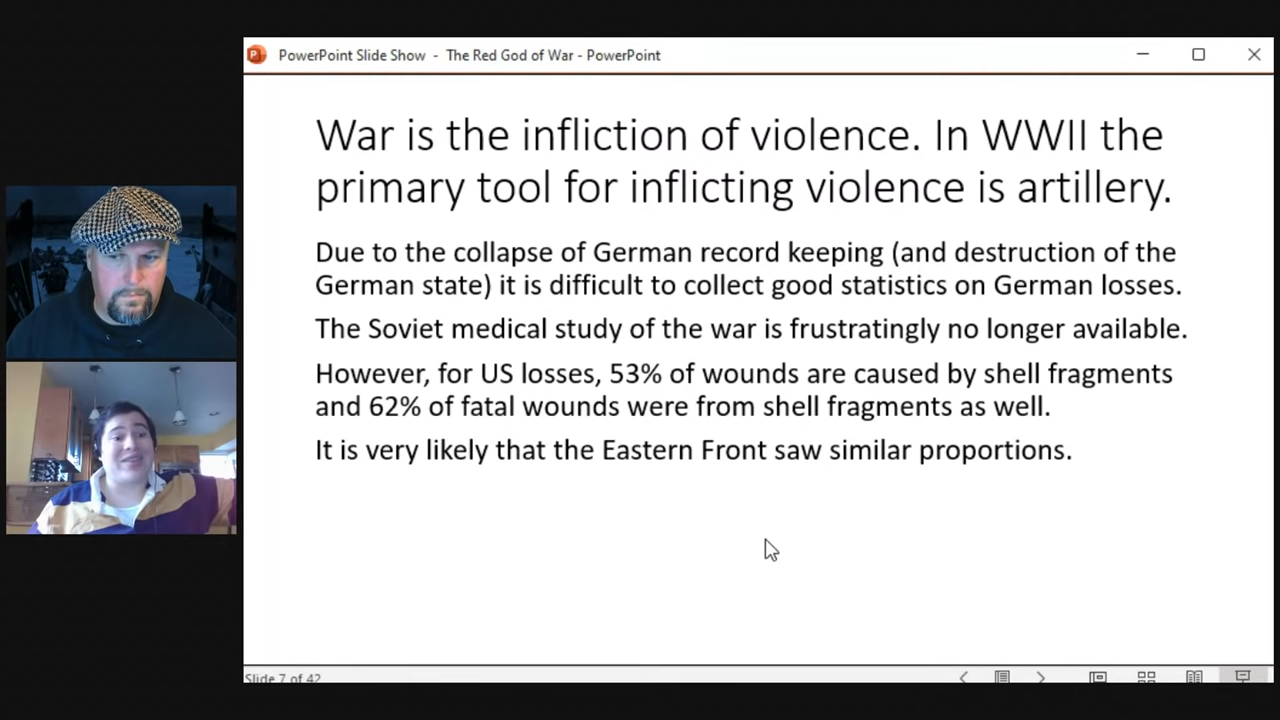 PowerPoint Slide Show - The Red God of War - PowerPoint
War is the infliction of violence. In WWII the
primary tool for inflicting violence is artillery.
Due to the collapse of German record keeping (and destruction of the
German state) it is difficult to collect good statistics on German losses.
The Soviet medical study of the war is frustratingly no longer available.
However, for US losses, 53% of wounds are caused by shell fragments
and 62% of fatal wounds were from shell fragments as well.
It is very likely that the Eastern Front saw similar proportions.
Slide 7 of 42